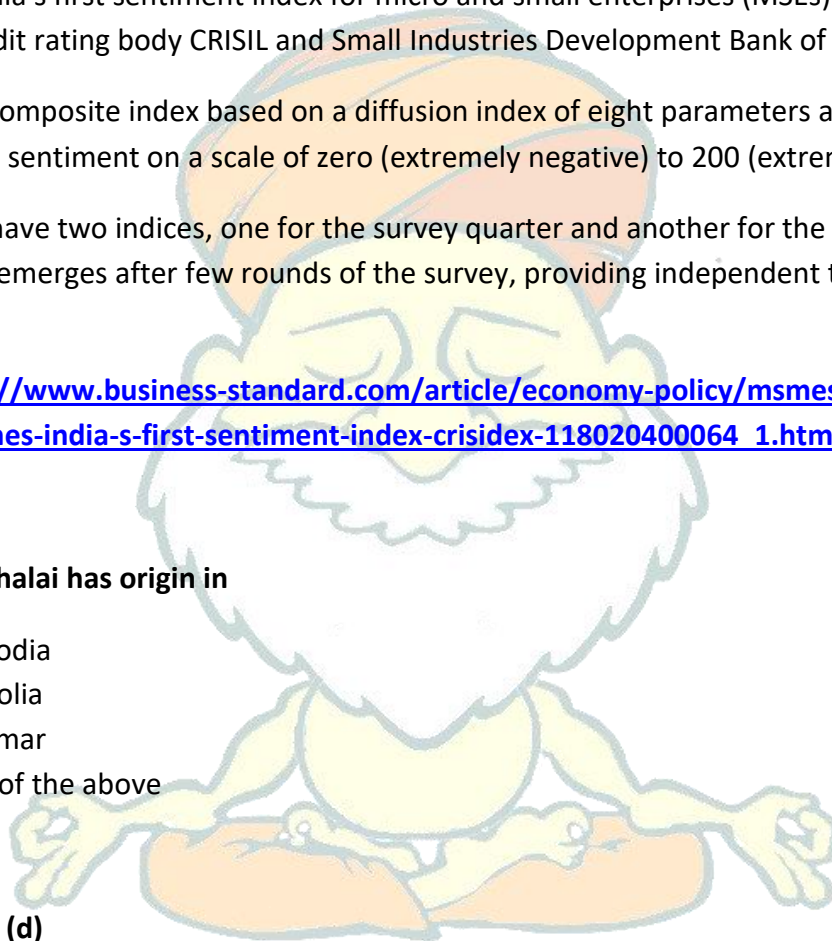 ia's first sentiment index for micro and small enterprises (MSEs)
dit rating body CRISIL and Small Industries Development Bank of
composite index based on a diffusion index of eight parameters a
sentiment on a scale of zero (extremely negative) to 200 (extren
have two indices, one for the survey quarter and another for the
emerges after few rounds of the survey, providing independent t
//www.business-standard.com/article/economy-policy/msmes
nes-india-s-first-sentiment-index-crisidex-118020400064_1.htm
halai has origin in
odia
olia
mar
of the above
(d)